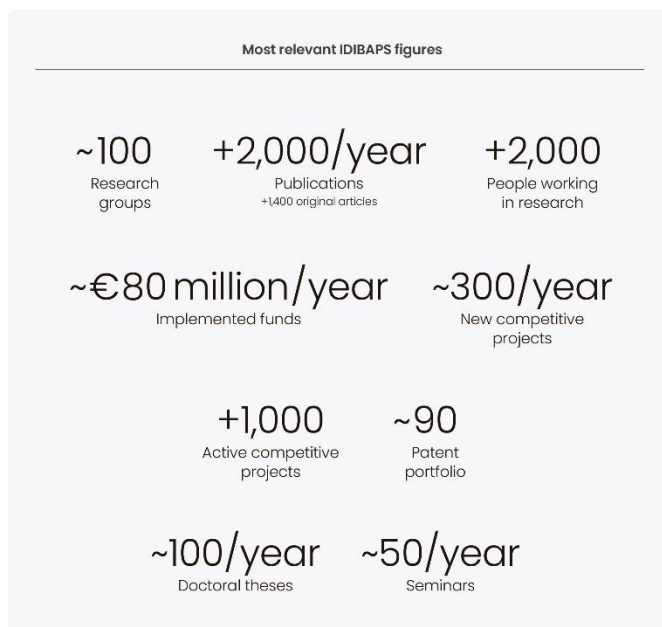 Most relevant IDIBAPS figures
~100
Research
groups
+2,000/year
Publications
+1,400 original articles
+2,000
People working
in research
~€80 million/year
Implemented funds
~300/year
New competitive
projects
+1,000
Active competitive
projects
~90
Patent
portfolio
~100/year
Doctoral theses
~50/year
Seminars